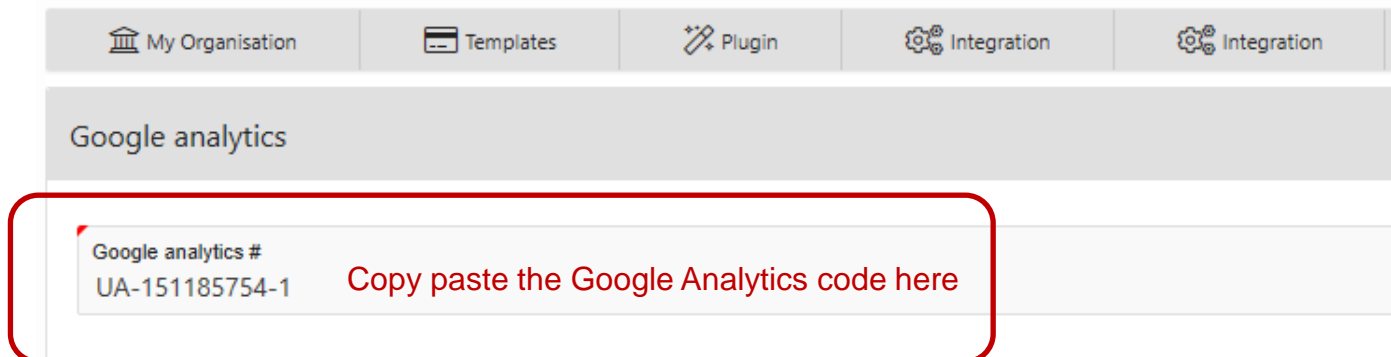 My Organisation Templates Plugin Integration Integration
Google analytics
Google analytics #
UA-151185754-1 Copy paste the Google Analytics code here